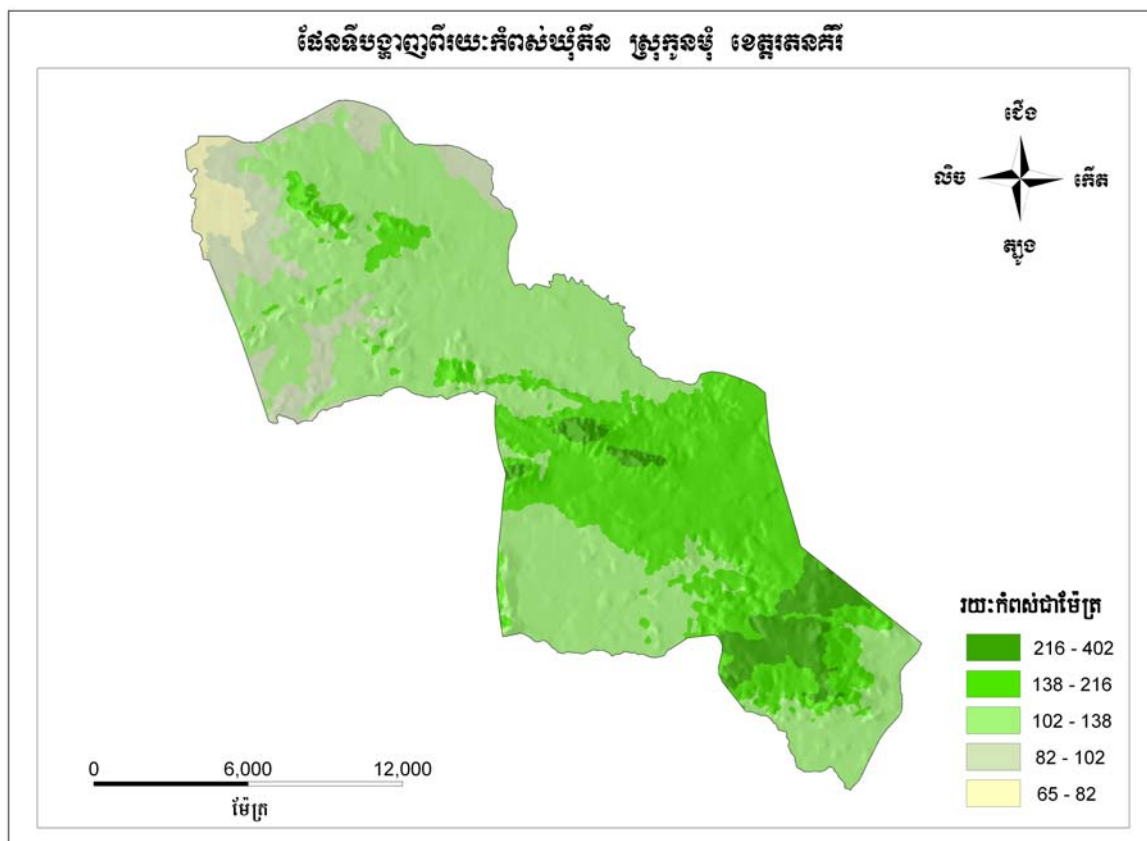 ផែនទីបង្ហាញពីរយៈកំពស់ឃុំតឺន ស្រុកកូនមុំ ខេត្តរតនគីរី
ជើង
លិច
កើត
ត្បូង
រយៈកំពស់ជាម៉ែត្រ
216 - 402
138 - 216
102 - 138
82 - 102
65 - 82
0 6,000 12,000
ម៉ែត្រ